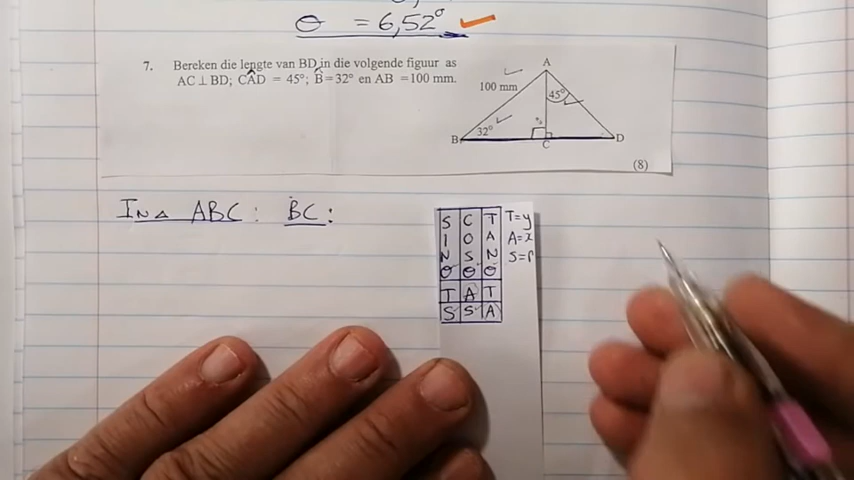 θ = 6,52°
7. Bereken die lengte van BD in die volgende figuur as
AC ⊥ BD; CÂD = 45°; B̂ = 32° en AB = 100 mm.
A
100 mm
45°
B
32°
C
D
(8)
In △ ABC: BC:
S C T T=y
I O A A=x
N S N S=r
θ θ θ
T A T
S S A